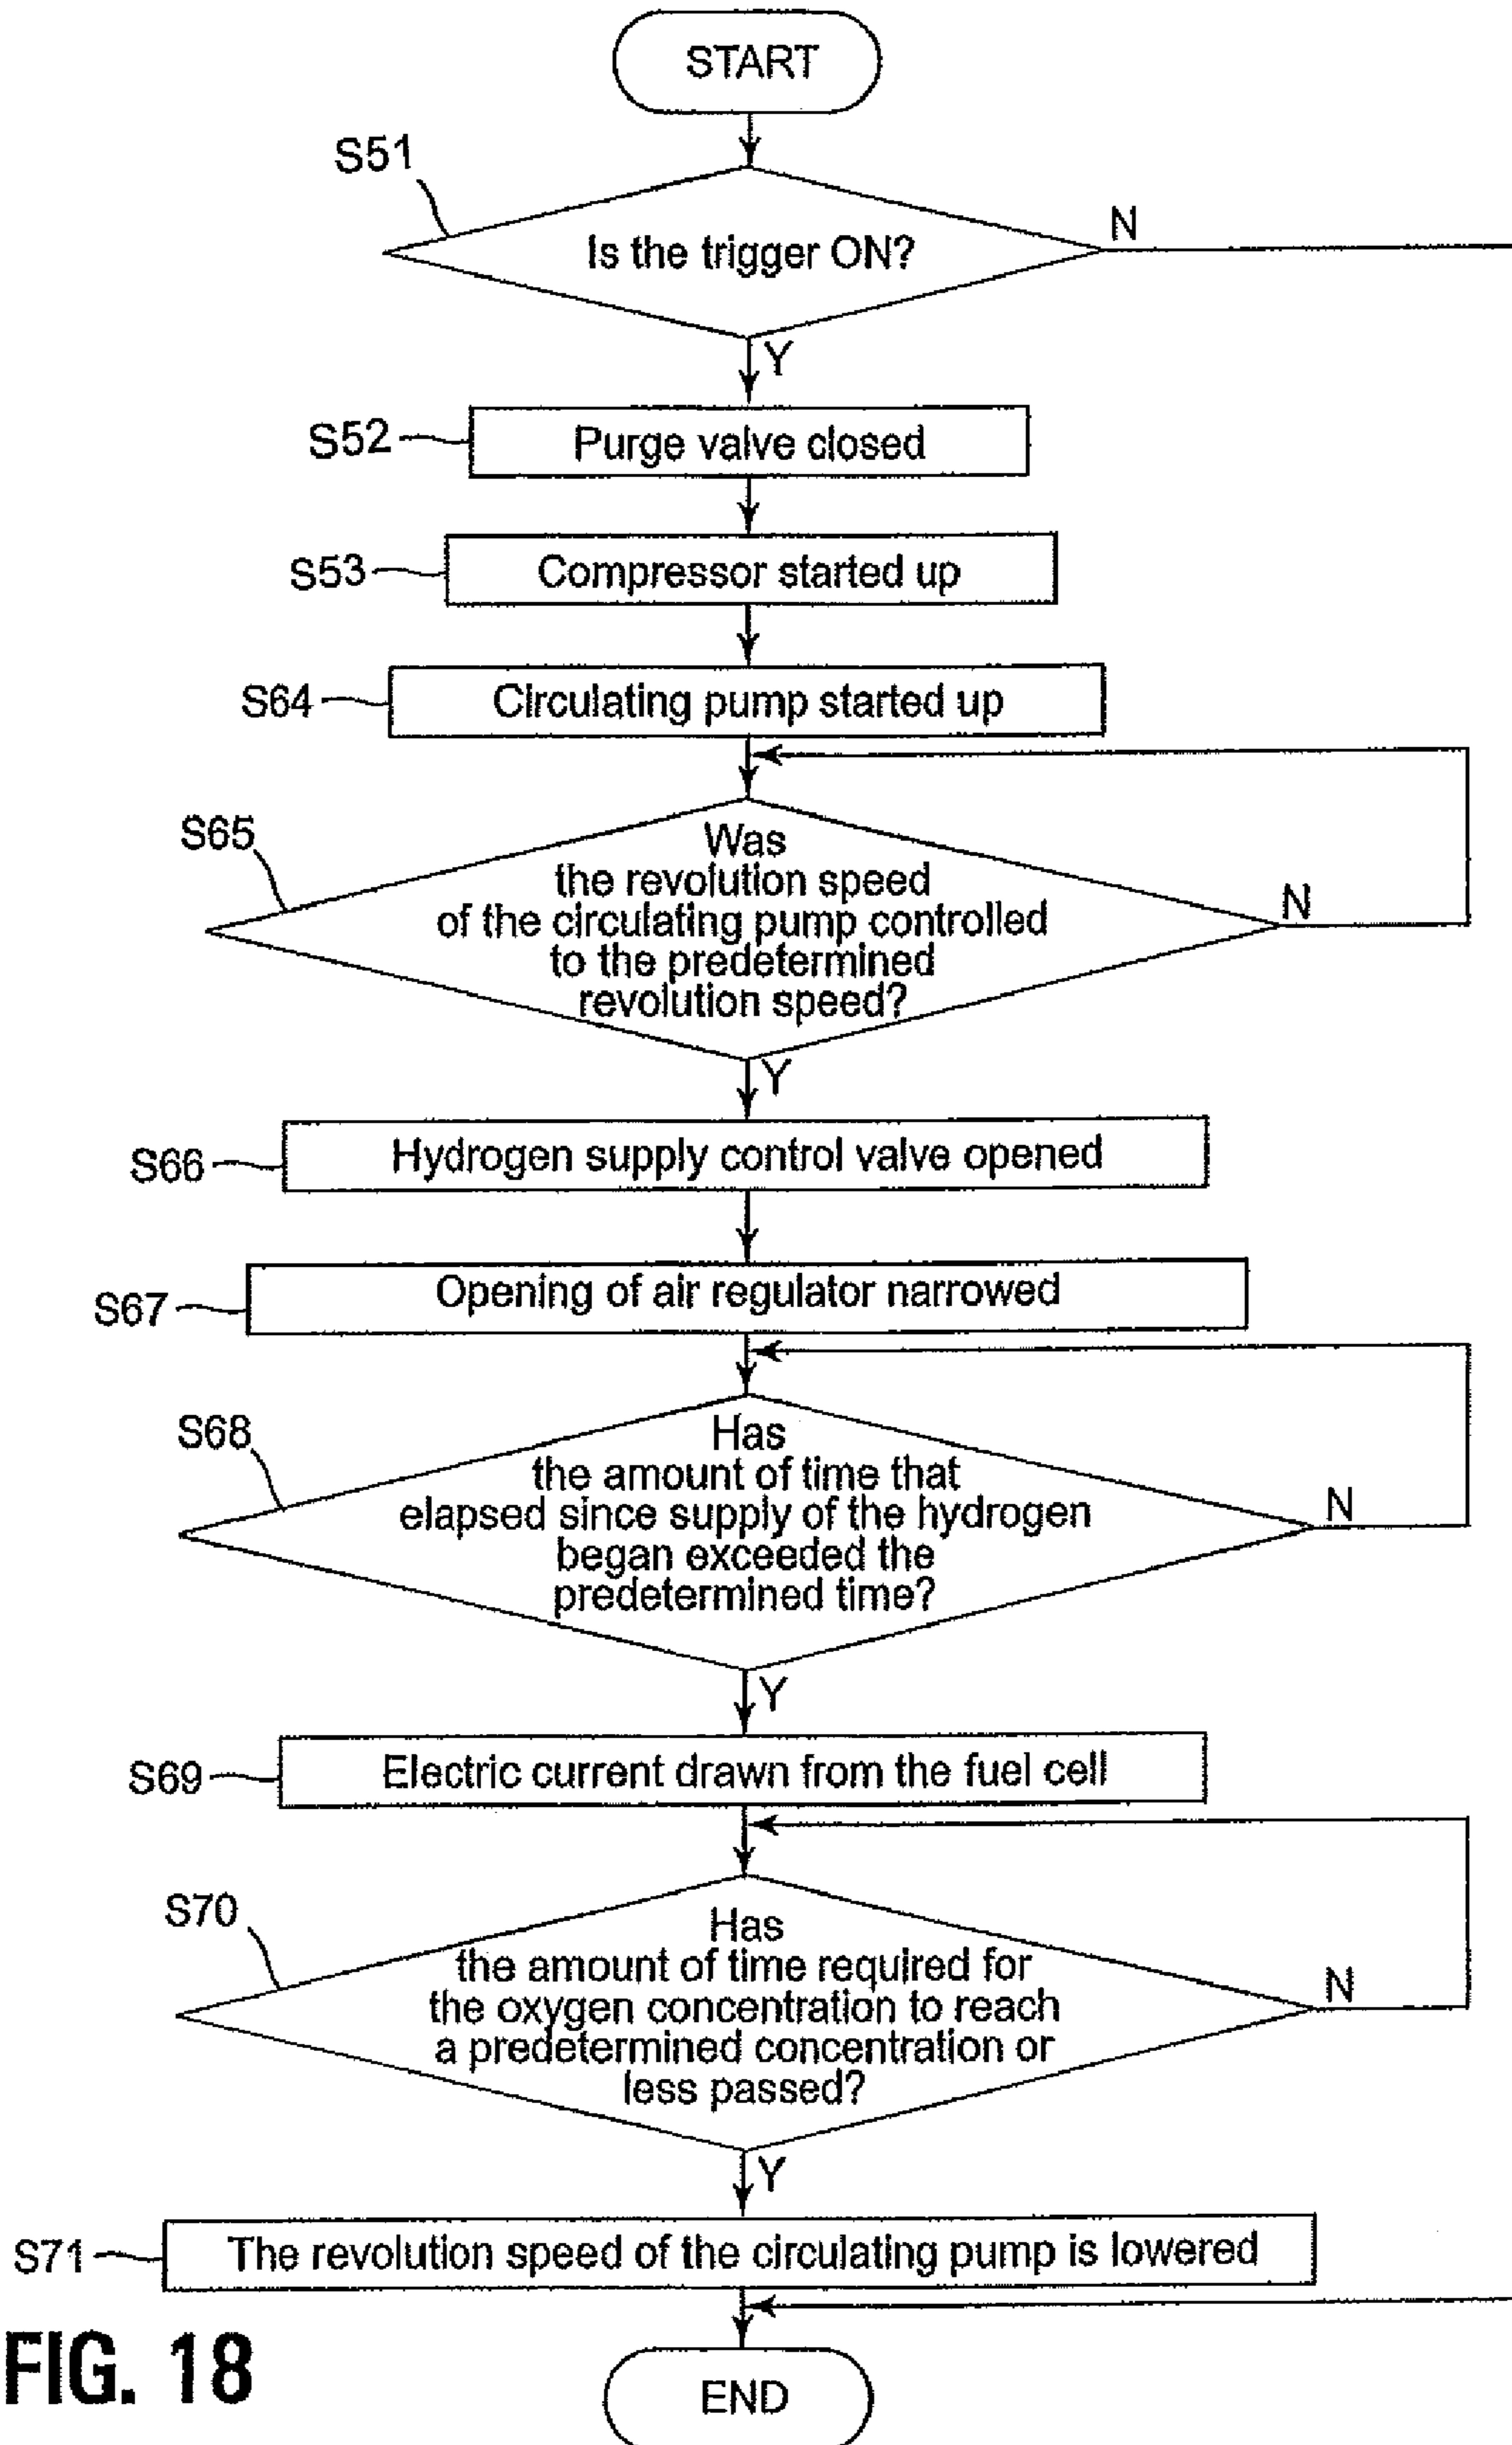 START
S51
Is the trigger ON?
N
Y
S52
Purge valve closed
S53
Compressor started up
S64
Circulating pump started up
S65
Was
the revolution speed
of the circulating pump controlled
to the predetermined
revolution speed?
N
Y
S66
Hydrogen supply control valve opened
S67
Opening of air regulator narrowed
S68
Has
the amount of time that
elapsed since supply of the hydrogen
began exceeded the
predetermined time?
N
Y
S69
Electric current drawn from the fuel cell
S70
Has
the amount of time required for
the oxygen concentration to reach
a predetermined concentration or
less passed?
N
Y
S71
The revolution speed of the circulating pump is lowered
END
FIG. 18